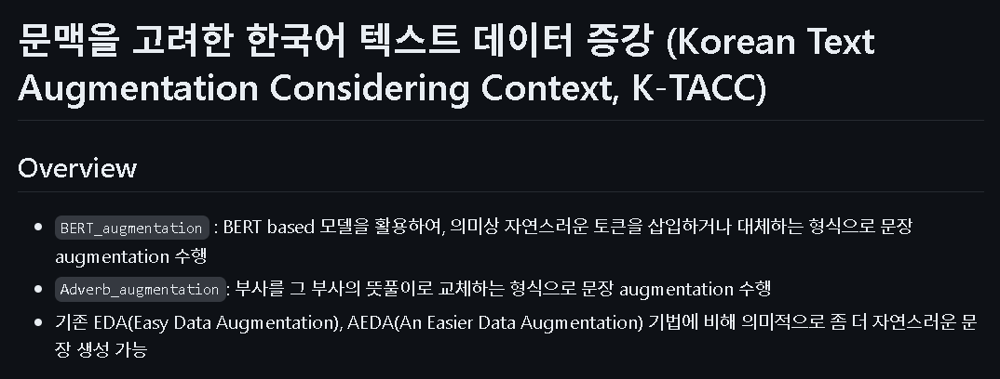 문맥을 고려한 한국어 텍스트 데이터 증강 (Korean Text
Augmentation Considering Context, K-TACC)
Overview
BERT_augmentation : BERT based 모델을 활용하여, 의미상 자연스러운 토큰을 삽입하거나 대체하는 형식으로 문장
augmentation 수행
Adverb_augmentation: 부사를 그 부사의 뜻풀이로 교체하는 형식으로 문장 augmentation 수행
기존 EDA(Easy Data Augmentation), AEDA(An Easier Data Augmentation) 기법에 비해 의미적으로 좀 더 자연스러운 문
장 생성 가능